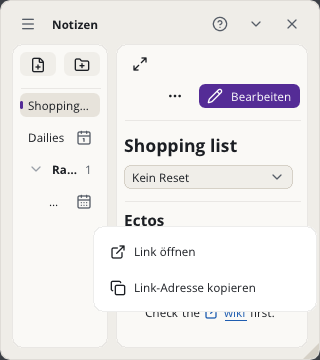 Notizen
Bearbeiten
Shopping...
Dailies
Ra... 1
...
Shopping list
Kein Reset
Ectos
Link öffnen
Link-Adresse kopieren
Check the wiki first.